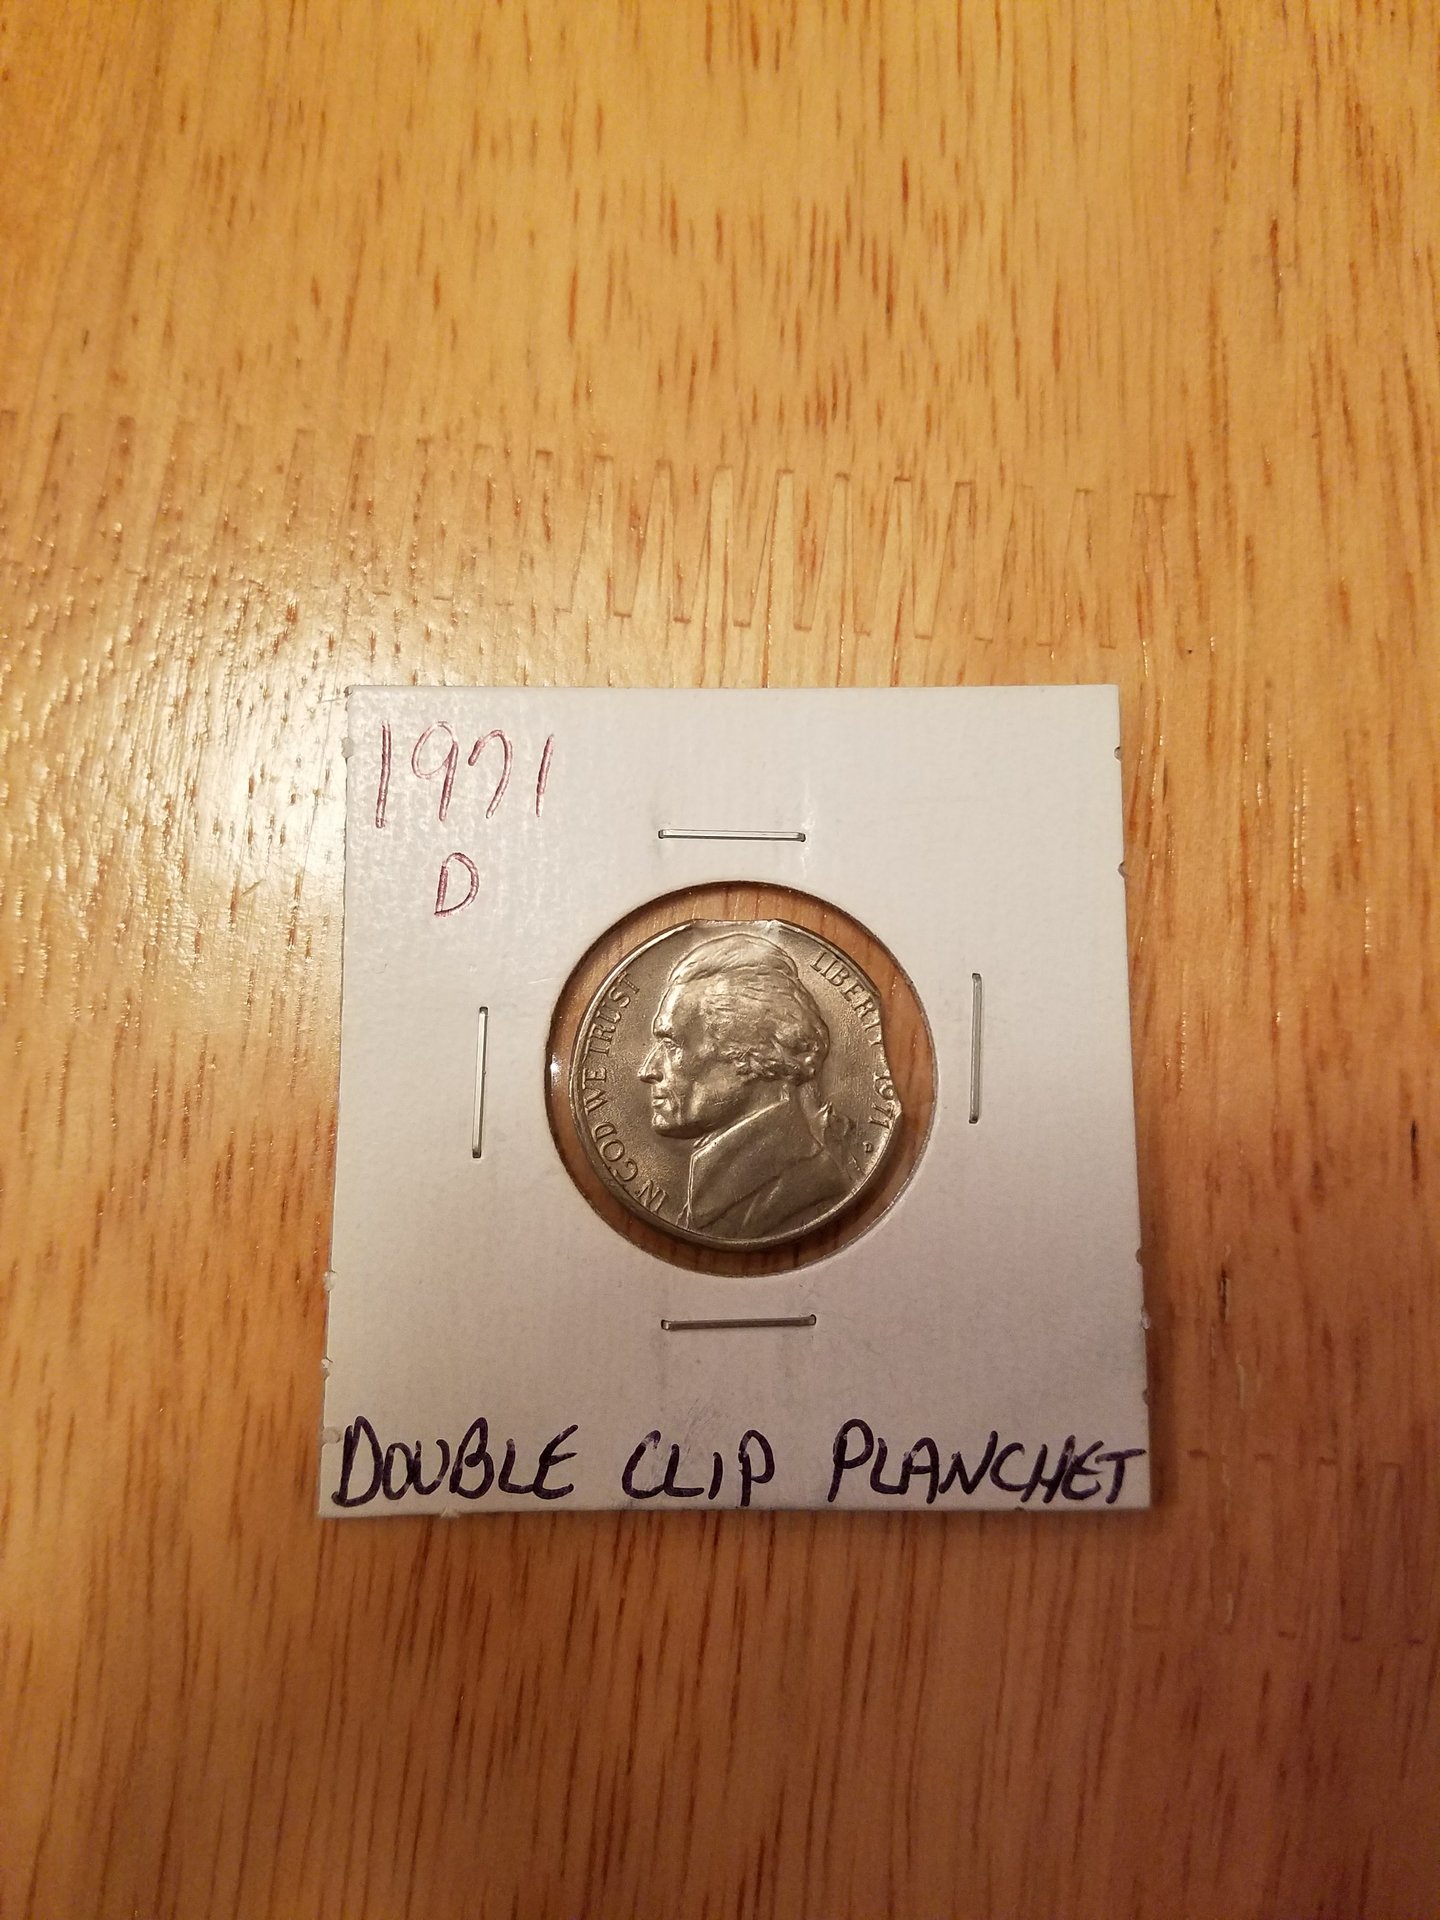 1971
D
IN GOD WE TRUST
LIBERTY 1971 D
DOUBLE CLIP PLANCHET